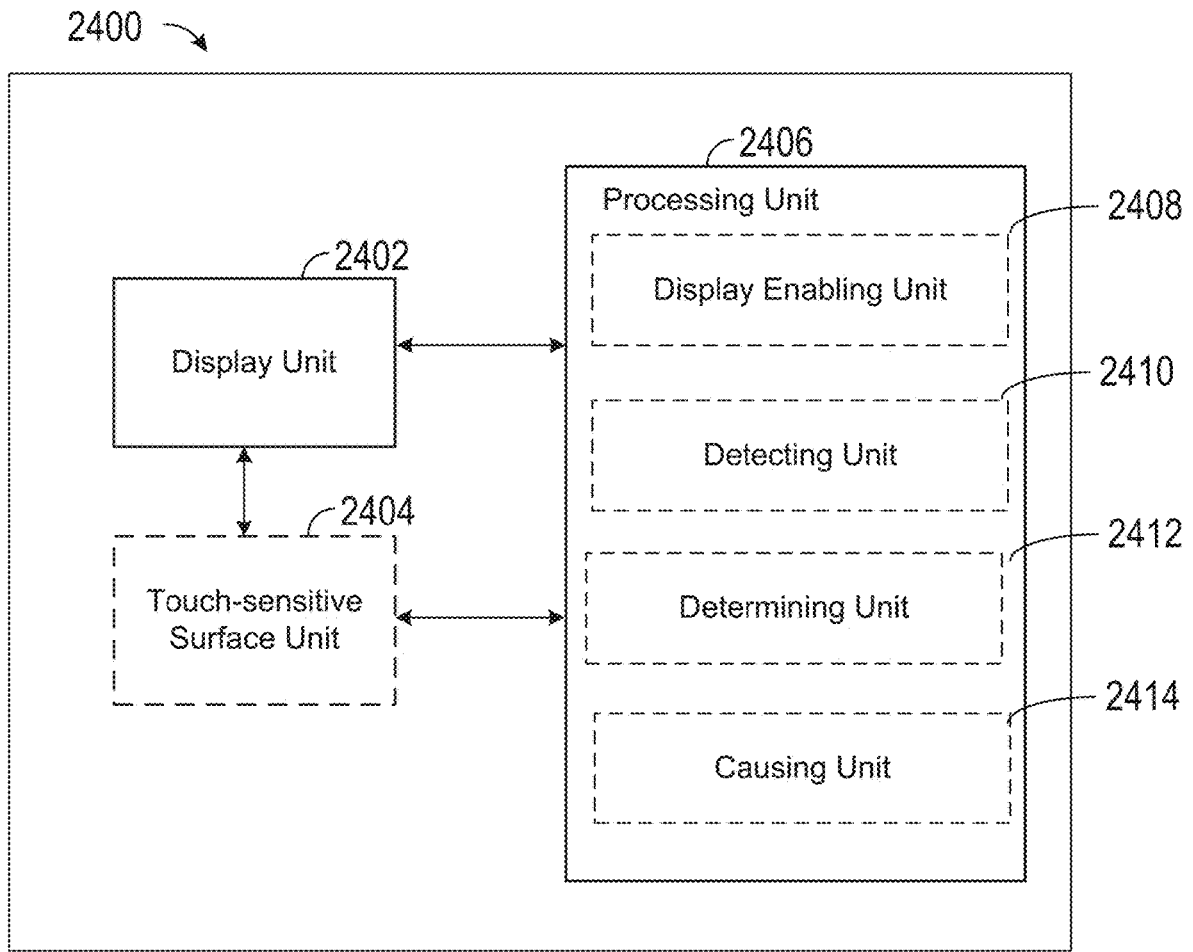 2400
2406
Processing Unit
2408
Display Enabling Unit
2402
Display Unit
2410
Detecting Unit
2404
Touch-sensitive
Surface Unit
2412
Determining Unit
2414
Causing Unit